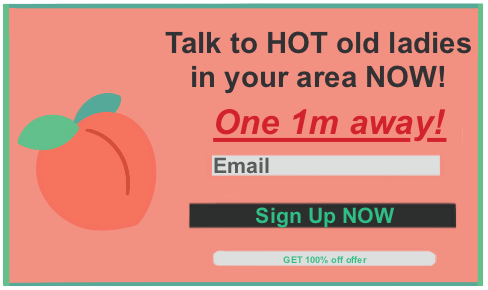 Talk to HOT old ladies
in your area NOW!
One 1m away!
Email
Sign Up NOW
GET 100% off offer